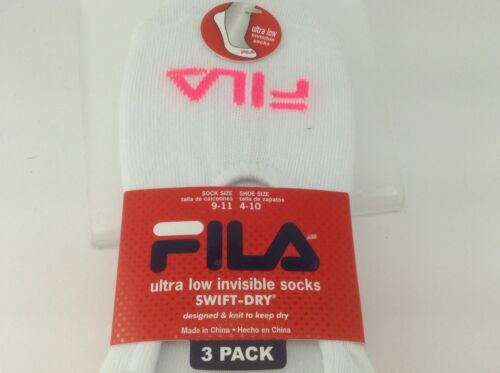 ultra low
invisible
socks
FILA
FILA
SOCK SIZE SHOE SIZE
talla de calcetines talla de zapatos
9-11 4-10
FILA
ultra low invisible socks
SWIFT-DRY®
designed & knit to keep dry
Made in China • Hecho en China
3 PACK